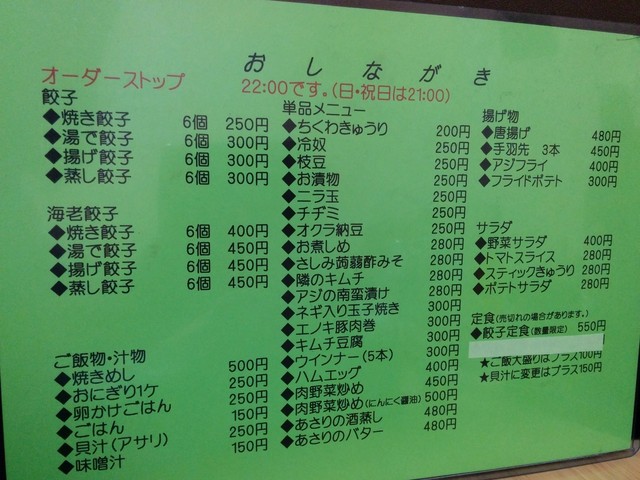 おしながき
オーダーストップ 22:00です。(日・祝日は21:00)
餃子
◆焼き餃子 6個 250円
◆湯で餃子 6個 300円
◆揚げ餃子 6個 300円
◆蒸し餃子 6個 300円
海老餃子
◆焼き餃子 6個 400円
◆湯で餃子 6個 450円
◆揚げ餃子 6個 450円
◆蒸し餃子 6個 450円
ご飯物・汁物
◆焼きめし 500円
◆おにぎり1ケ 250円
◆卵かけごはん 250円
◆ごはん 150円
◆貝汁(アサリ) 250円
◆味噌汁 150円
単品メニュー
◆ちくわきゅうり 200円
◆冷奴 250円
◆枝豆 250円
◆お漬物 250円
◆ニラ玉 250円
◆チヂミ 250円
◆オクラ納豆 250円
◆お煮しめ 280円
◆さしみ蒟蒻酢みそ 280円
◆隣のキムチ 280円
◆アジの南蛮漬け 280円
◆ネギ入り玉子焼き 300円
◆エノキ豚肉巻 300円
◆キムチ豆腐 300円
◆ウインナー(5本) 300円
◆ハムエッグ 400円
◆肉野菜炒め 450円
◆肉野菜炒め(にんにく醤油) 500円
◆あさりの酒蒸し 480円
◆あさりのバター 480円
揚げ物
◆唐揚げ 480円
◆手羽先 3本 450円
◆アジフライ 400円
◆フライドポテト 300円
サラダ
◆野菜サラダ 400円
◆トマトスライス 280円
◆スティックきゅうり 280円
◆ポテトサラダ 280円
定食(売切れの場合があります。)
◆餃子定食(数量限定) 550円
★ご飯大盛りはプラス100円
★貝汁に変更はプラス150円